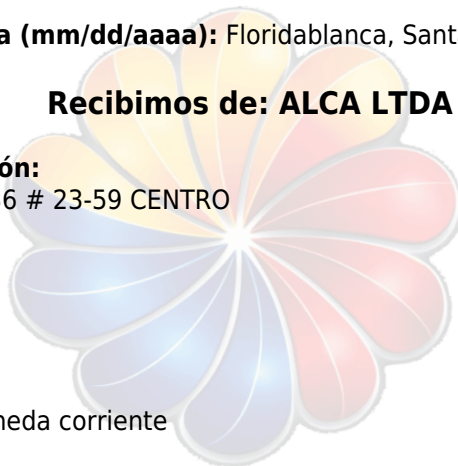 a (mm/dd/aaaa): Floridablanca, Sant
Recibimos de: ALCA LTDA
ón:
6 # 23-59 CENTRO
neda corriente